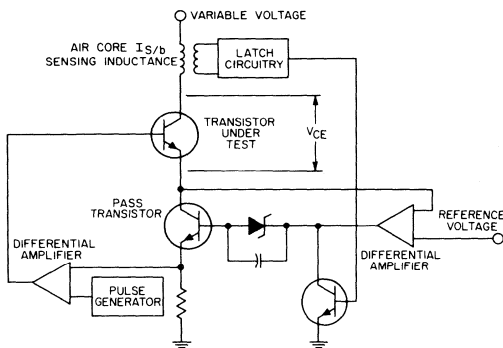 VARIABLE VOLTAGE
AIR CORE IS/b
SENSING INDUCTANCE
LATCH
CIRCUITRY
TRANSISTOR
UNDER
TEST
VCE
PASS
TRANSISTOR
REFERENCE
VOLTAGE
DIFFERENTIAL
AMPLIFIER
DIFFERENTIAL
AMPLIFIER
PULSE
GENERATOR